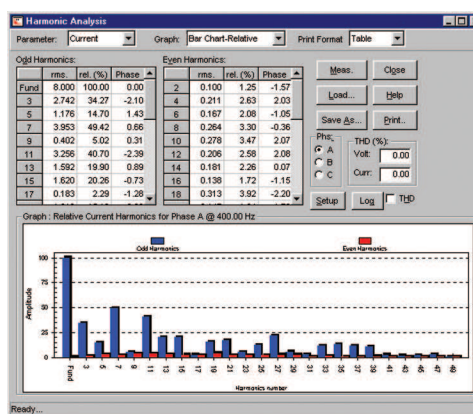 Harmonic Analysis
Parameter: Current Graph: Bar Chart-Relative Print Format Table
Odd Harmonics: Even Harmonics:
rms. rel. (%) Phase rms. rel. (%) Phase
Fund 8.000 100.00 0.00 2 0.100 1.25 -1.57
3 2.742 34.27 -2.10 4 0.211 2.63 2.03
5 1.176 14.70 1.43 6 0.167 2.08 -1.05
7 3.953 49.42 0.66 8 0.264 3.30 -0.36
9 0.402 5.02 0.31 10 0.278 3.47 2.07
11 3.256 40.70 -2.39 12 0.206 2.58 2.08
13 1.592 19.90 0.89 14 0.181 2.26 0.07
15 1.620 20.26 -0.73 16 0.138 1.72 -1.15
17 0.183 2.29 -1.28 18 0.313 3.92 -2.20
Meas. Close
Load... Help
Save As... Print..
Phs: THD (%):
A Volt: 0.00
B
C Curr: 0.00
Setup Log THD
Graph : Relative Current Harmonics for Phase A @ 400.00 Hz
Odd Harmonics Even Harmonics
Amplitude
100
75
50
25
0
Fund 3 5 7 9 11 13 15 17 19 21 23 25 27 29 31 33 35 37 39 41 43 45 47 49
Harmonics number
Ready...